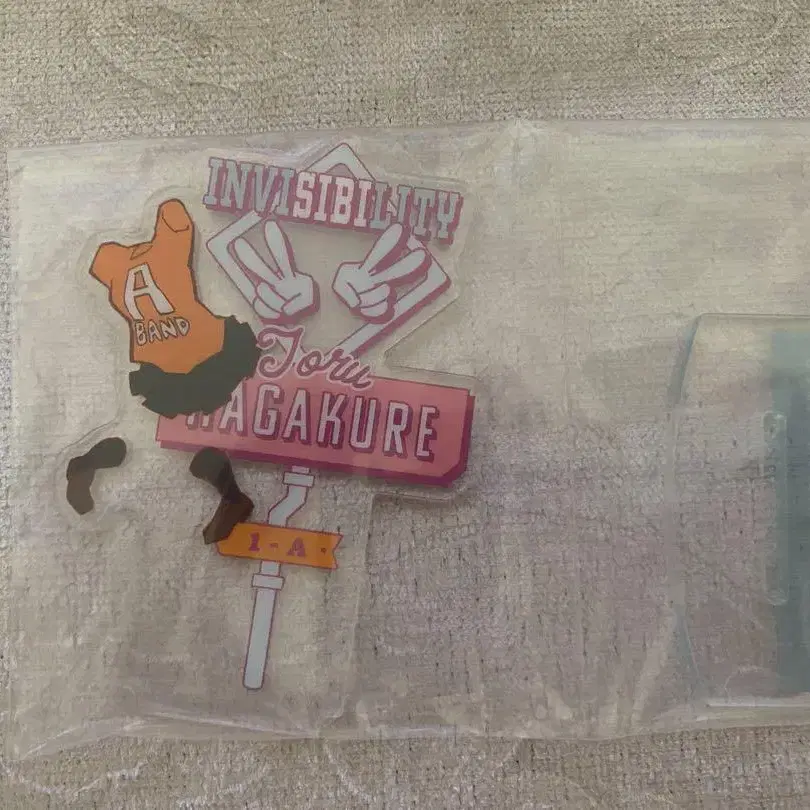 INVISIBILITY
A
BAND
Toru
HAGAKURE
1-A